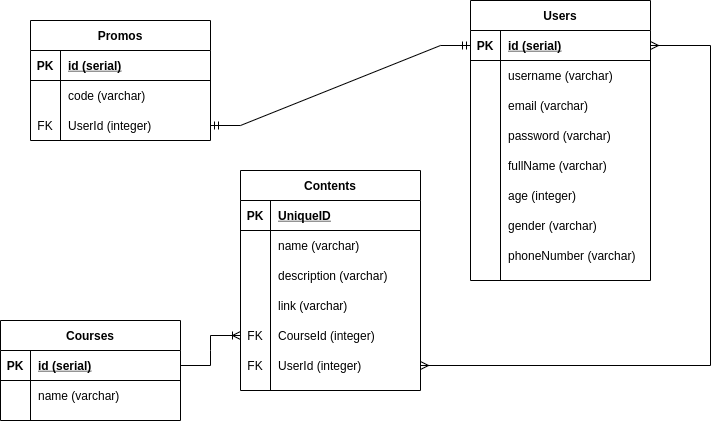 Promos
PK id (serial)
code (varchar)
FK UserId (integer)
Users
PK id (serial)
username (varchar)
email (varchar)
password (varchar)
fullName (varchar)
age (integer)
gender (varchar)
phoneNumber (varchar)
Contents
PK UniqueID
name (varchar)
description (varchar)
link (varchar)
FK CourseId (integer)
FK UserId (integer)
Courses
PK id (serial)
name (varchar)